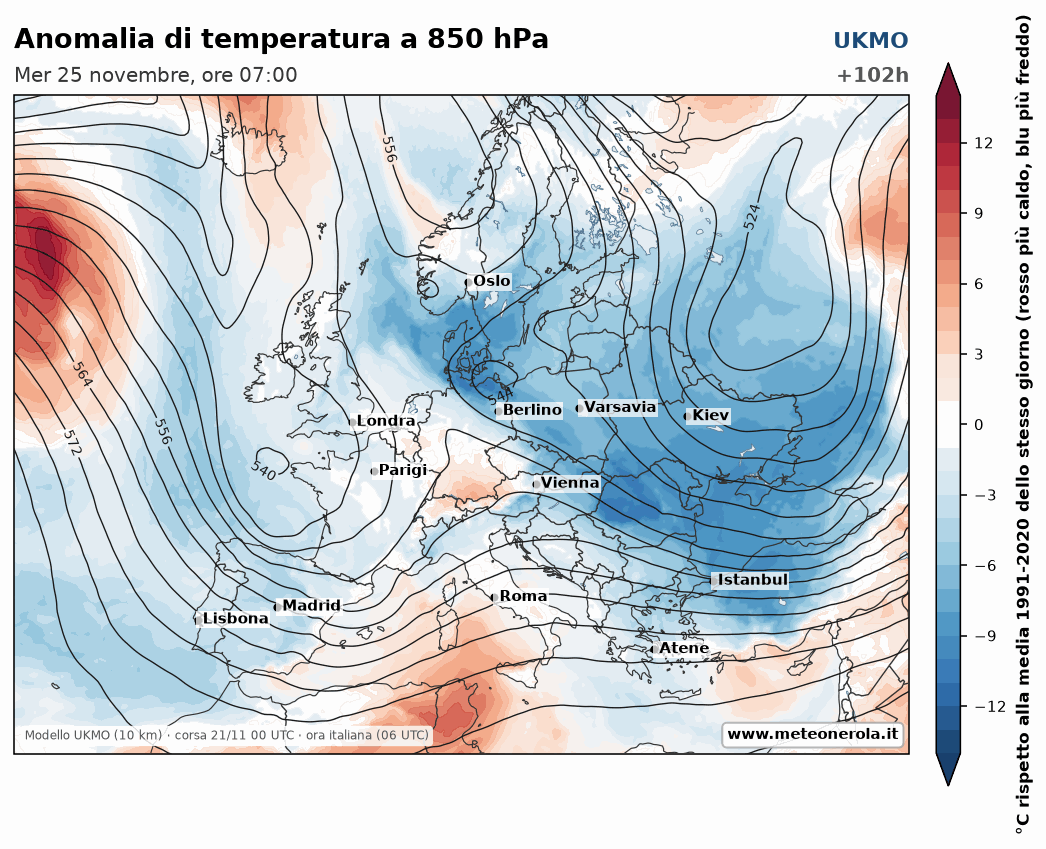 Anomalia di temperatura a 850 hPa
UKMO
Mer 25 novembre, ore 07:00
+102h
556
524
Oslo
564
544
Berlino
Varsavia
Kiev
Londra
556
572
540
Parigi
Vienna
Istanbul
Roma
Madrid
Lisbona
Atene
Modello UKMO (10 km) · corsa 21/11 00 UTC · ora italiana (06 UTC)
www.meteonerola.it
12
9
6
3
0
−3
−6
−9
−12
°C rispetto alla media 1991-2020 dello stesso giorno (rosso più caldo, blu più freddo)